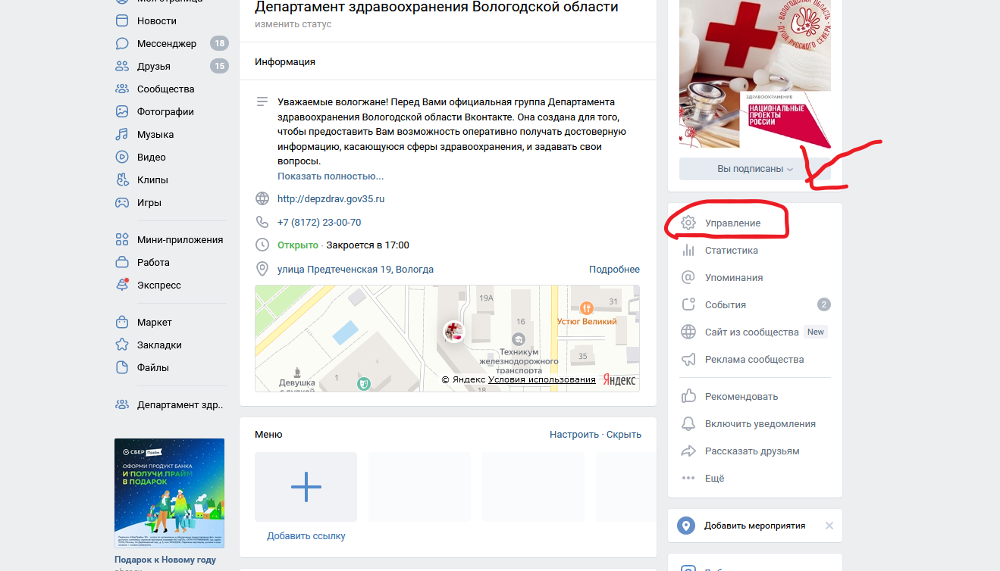 Моя страница
Новости
Мессенджер 18
Друзья 15
Сообщества
Фотографии
Музыка
Видео
Клипы
Игры
Мини-приложения
Работа
Экспресс
Маркет
Закладки
Файлы
Департамент здр..
СБЕР Прайм
ОФОРМИ ПРОДУКТ БАНКА
И ПОЛУЧИ ПРАЙМ
В ПОДАРОК
Подарок к Новому году
Департамент здравоохранения Вологодской области
изменить статус
Информация
Уважаемые вологжане! Перед Вами официальная группа Департамента
здравоохранения Вологодской области Вконтакте. Она создана для того,
чтобы предоставить Вам возможность оперативно получать достоверную
информацию, касающуюся сферы здравоохранения, и задавать свои
вопросы.
Показать полностью...
http://depzdrav.gov35.ru
+7 (8172) 23-00-70
Открыто · Закроется в 17:00
улица Предтеченская 19, Вологда Подробнее
19А
31
16
Устюг Великий
Техникум
железнодорожного
транспорта
35
Девушка
с лодкой
1
18
© Яндекс Условия использования Яндекс
Меню Настроить · Скрыть
Добавить ссылку
ВОЛОГОДСКАЯ ОБЛАСТЬ
ДУША РУССКОГО СЕВЕРА
ЗДРАВООХРАНЕНИЕ
НАЦИОНАЛЬНЫЕ
ПРОЕКТЫ
РОССИИ
Вы подписаны
Управление
Статистика
Упоминания
События 2
Сайт из сообщества New
Реклама сообщества
Рекомендовать
Включить уведомления
Рассказать друзьям
Ещё
Добавить мероприятия